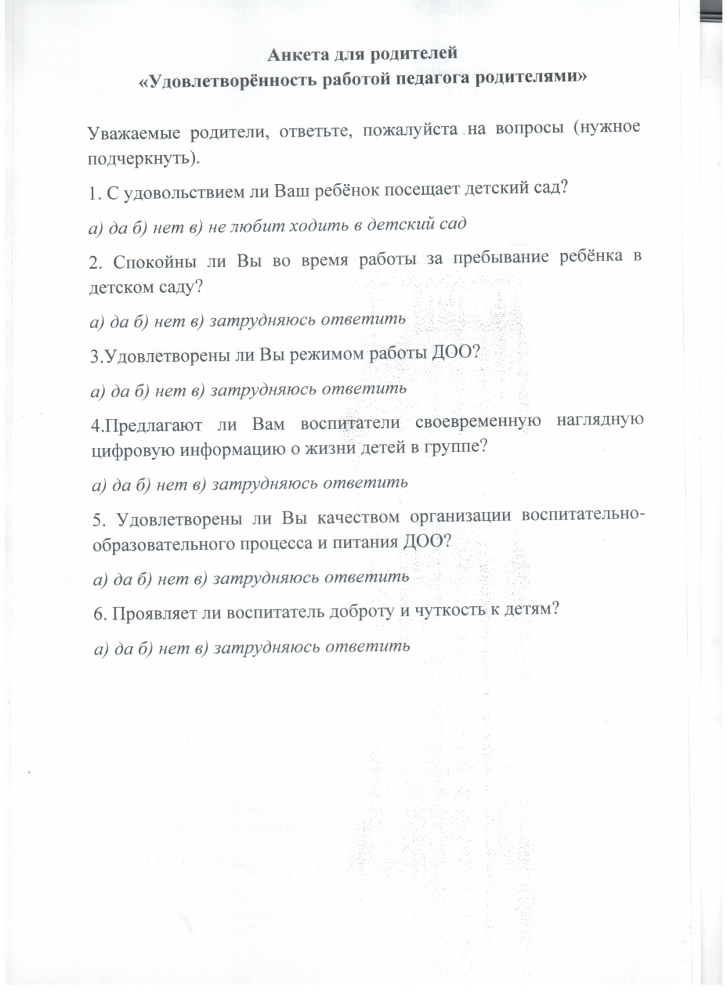 Анкета для родителей
«Удовлетворённость работой педагога родителями»
Уважаемые родители, ответьте, пожалуйста на вопросы (нужное
подчеркнуть).
1. С удовольствием ли Ваш ребёнок посещает детский сад?
а) да б) нет в) не любит ходить в детский сад
2. Спокойны ли Вы во время работы за пребывание ребёнка в
детском саду?
а) да б) нет в) затрудняюсь ответить
3.Удовлетворены ли Вы режимом работы ДОО?
а) да б) нет в) затрудняюсь ответить
4.Предлагают ли Вам воспитатели своевременную наглядную
цифровую информацию о жизни детей в группе?
а) да б) нет в) затрудняюсь ответить
5. Удовлетворены ли Вы качеством организации воспитательно-
образовательного процесса и питания ДОО?
а) да б) нет в) затрудняюсь ответить
6. Проявляет ли воспитатель доброту и чуткость к детям?
а) да б) нет в) затрудняюсь ответить